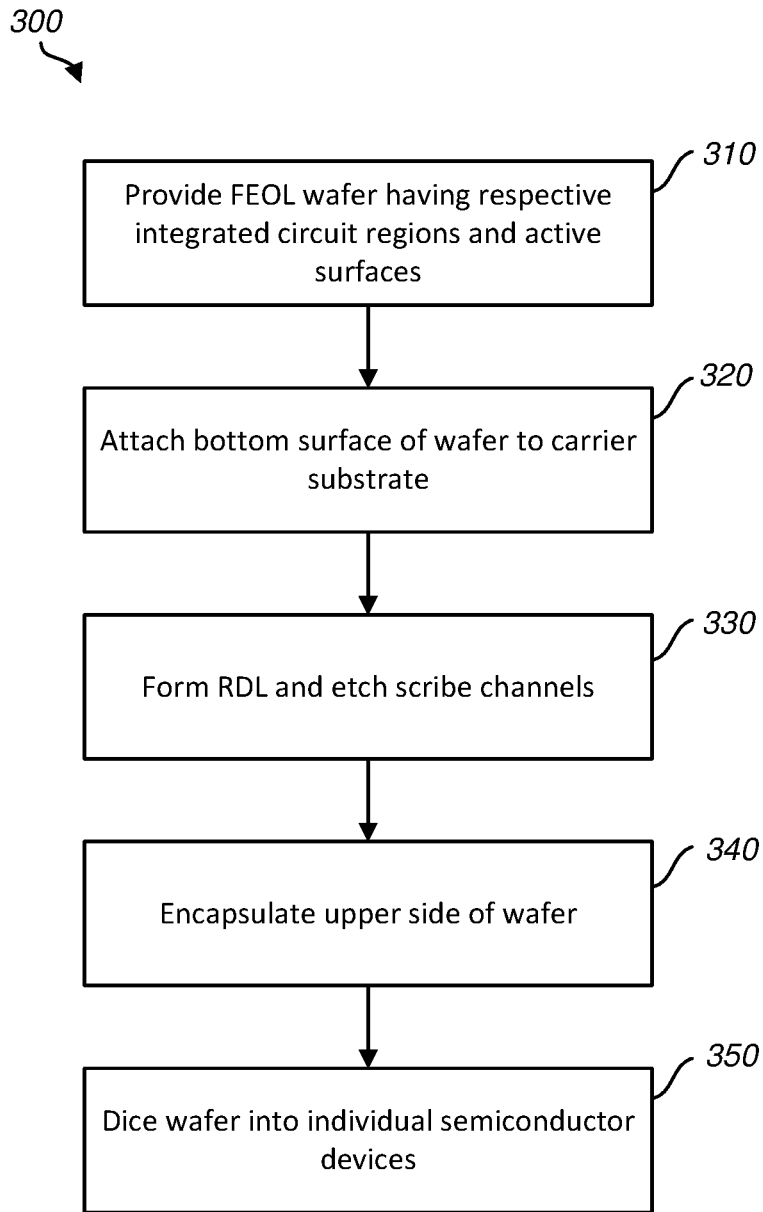 300
310
Provide FEOL wafer having respective
integrated circuit regions and active
surfaces
320
Attach bottom surface of wafer to carrier
substrate
330
Form RDL and etch scribe channels
340
Encapsulate upper side of wafer
350
Dice wafer into individual semiconductor
devices